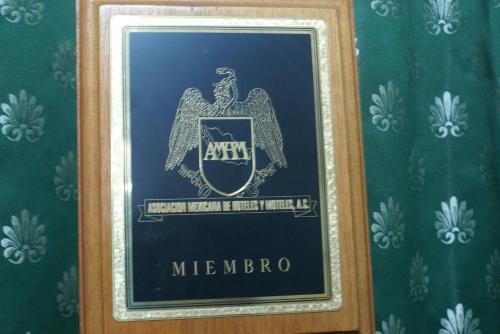 AMHM
ASOCIACION MEXICANA DE HOTELES Y MOTELES, A.C.
MIEMBRO